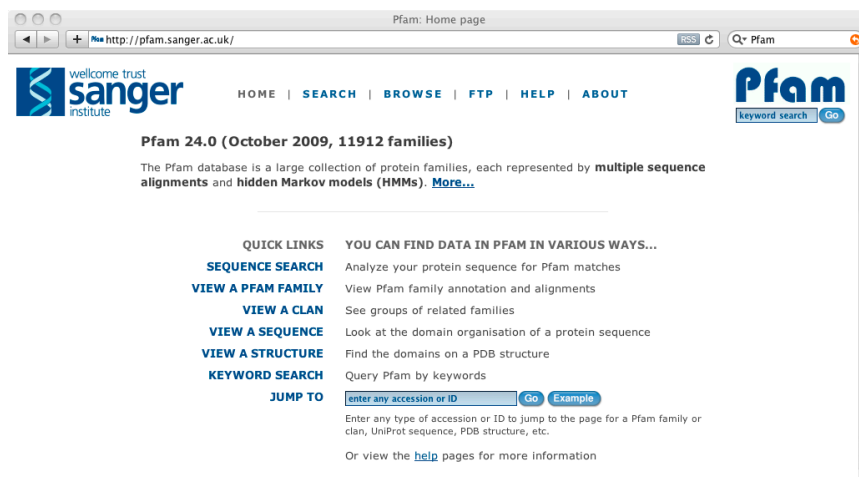 Pfam: Home page
Pfam http://pfam.sanger.ac.uk/ RSS Pfam
wellcome trust
sanger
institute
HOME | SEARCH | BROWSE | FTP | HELP | ABOUT
Pfam
keyword search Go
Pfam 24.0 (October 2009, 11912 families)
The Pfam database is a large collection of protein families, each represented by multiple sequence
alignments and hidden Markov models (HMMs). More...
QUICK LINKS YOU CAN FIND DATA IN PFAM IN VARIOUS WAYS...
SEQUENCE SEARCH Analyze your protein sequence for Pfam matches
VIEW A PFAM FAMILY View Pfam family annotation and alignments
VIEW A CLAN See groups of related families
VIEW A SEQUENCE Look at the domain organisation of a protein sequence
VIEW A STRUCTURE Find the domains on a PDB structure
KEYWORD SEARCH Query Pfam by keywords
JUMP TO enter any accession or ID Go Example
Enter any type of accession or ID to jump to the page for a Pfam family or
clan, UniProt sequence, PDB structure, etc.
Or view the help pages for more information